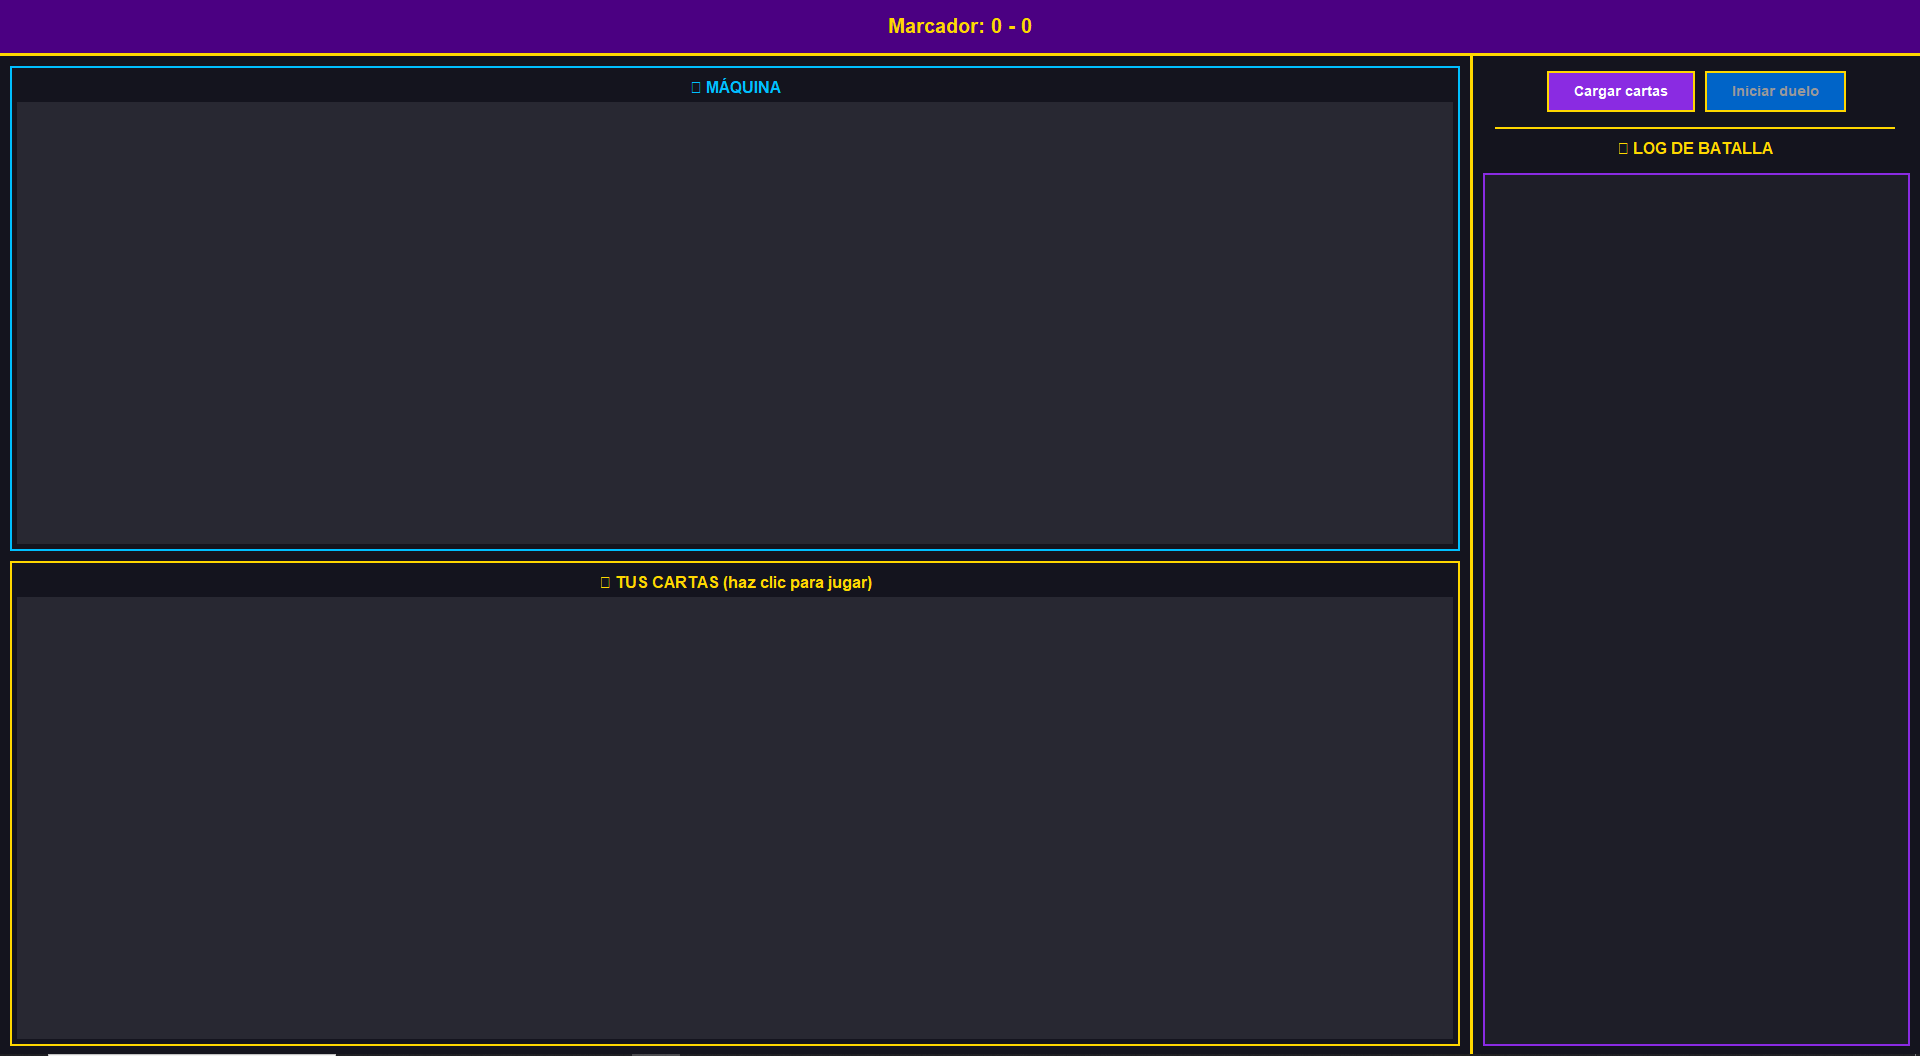 Marcador: 0 - 0
MÁQUINA
Cargar cartas
Iniciar duelo
LOG DE BATALLA
TUS CARTAS (haz clic para jugar)